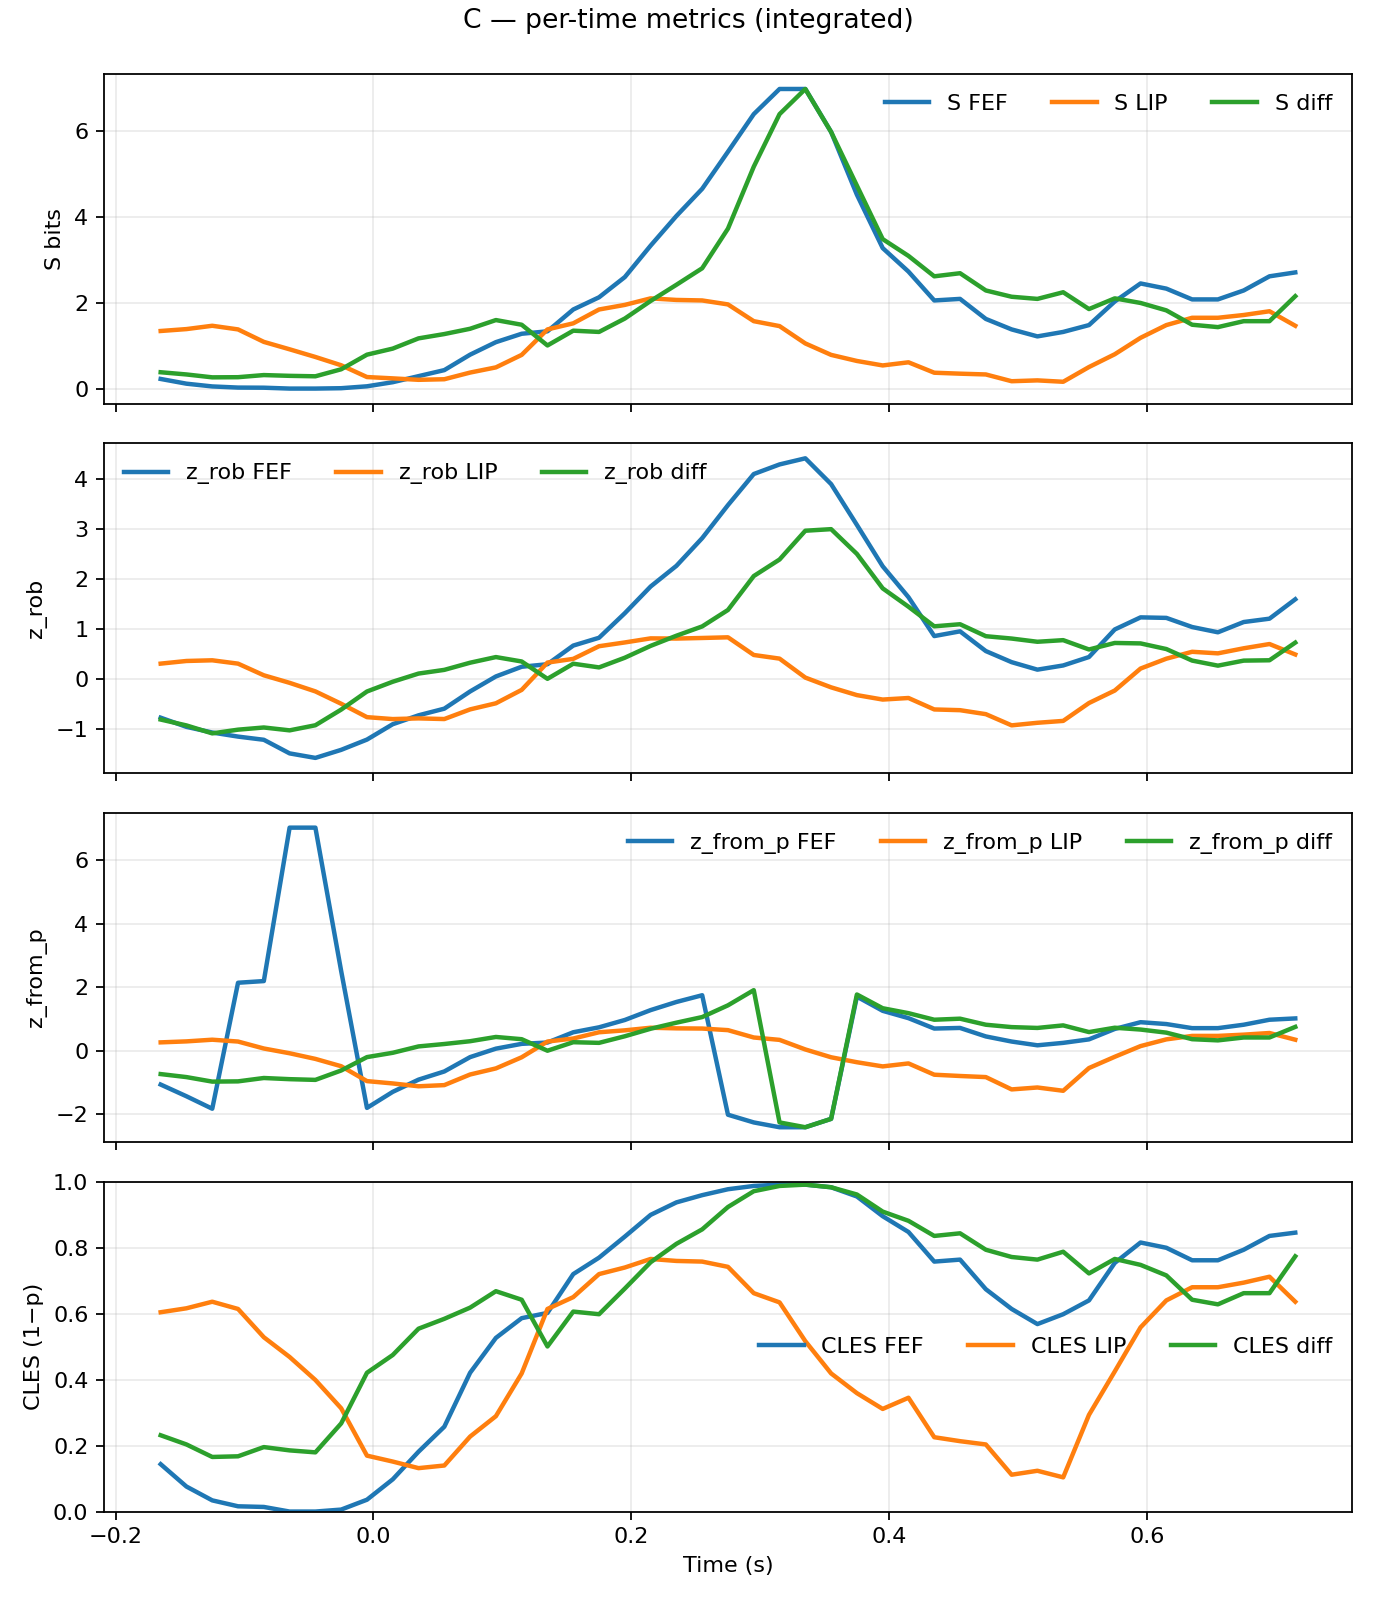 C — per-time metrics (integrated)
S FEF S LIP S diff
6
4
2
0
S bits
z_rob FEF z_rob LIP z_rob diff
4
3
2
1
0
−1
z_rob
z_from_p FEF z_from_p LIP z_from_p diff
6
4
2
0
−2
z_from_p
1.0
0.8
0.6
0.4
0.2
0.0
CLES (1−p)
CLES FEF CLES LIP CLES diff
−0.2 0.0 0.2 0.4 0.6
Time (s)